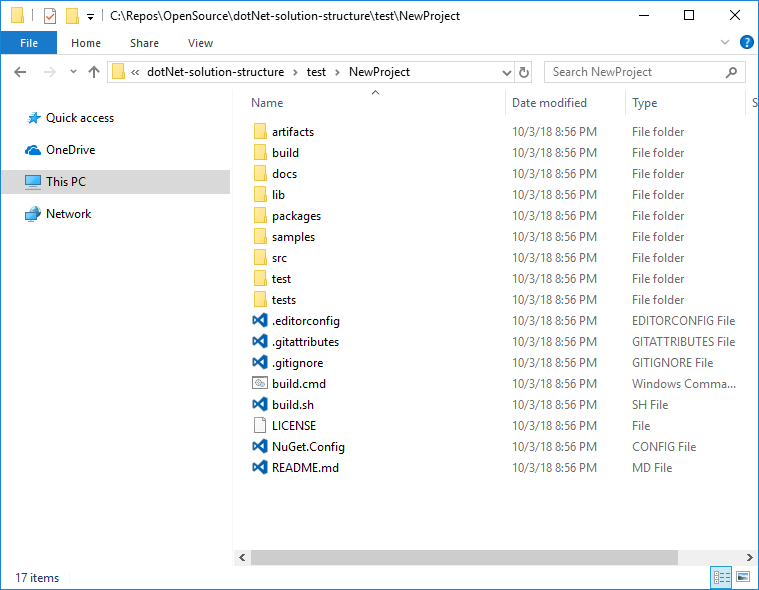 C:\Repos\OpenSource\dotNet-solution-structure\test\NewProject
File Home Share View
« dotNet-solution-structure > test > NewProject Search NewProject
Name Date modified Type S
Quick access
OneDrive
This PC
Network
artifacts 10/3/18 8:56 PM File folder
build 10/3/18 8:56 PM File folder
docs 10/3/18 8:56 PM File folder
lib 10/3/18 8:56 PM File folder
packages 10/3/18 8:56 PM File folder
samples 10/3/18 8:56 PM File folder
src 10/3/18 8:56 PM File folder
test 10/3/18 8:56 PM File folder
tests 10/3/18 8:56 PM File folder
.editorconfig 10/3/18 8:56 PM EDITORCONFIG File
.gitattributes 10/3/18 8:56 PM GITATTRIBUTES File
.gitignore 10/3/18 8:56 PM GITIGNORE File
build.cmd 10/3/18 8:56 PM Windows Comma...
build.sh 10/3/18 8:56 PM SH File
LICENSE 10/3/18 8:56 PM File
NuGet.Config 10/3/18 8:56 PM CONFIG File
README.md 10/3/18 8:56 PM MD File
17 items